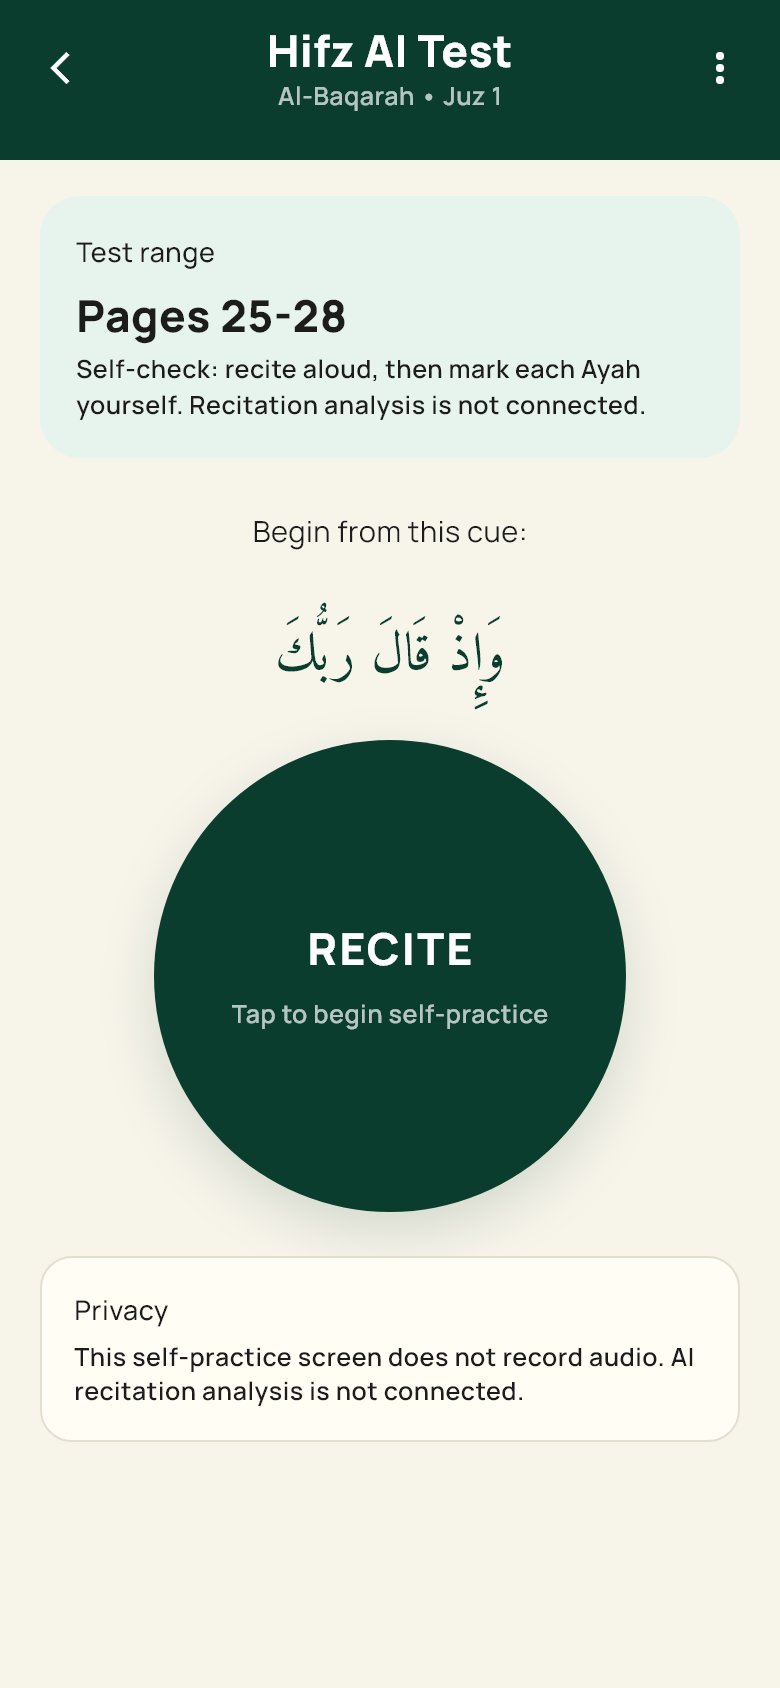 Hifz AI Test
Al-Baqarah • Juz 1
Test range
Pages 25-28
Self-check: recite aloud, then mark each Ayah
yourself. Recitation analysis is not connected.
Begin from this cue:
وَإِذْ قَالَ رَبُّكَ
RECITE
Tap to begin self-practice
Privacy
This self-practice screen does not record audio. AI
recitation analysis is not connected.